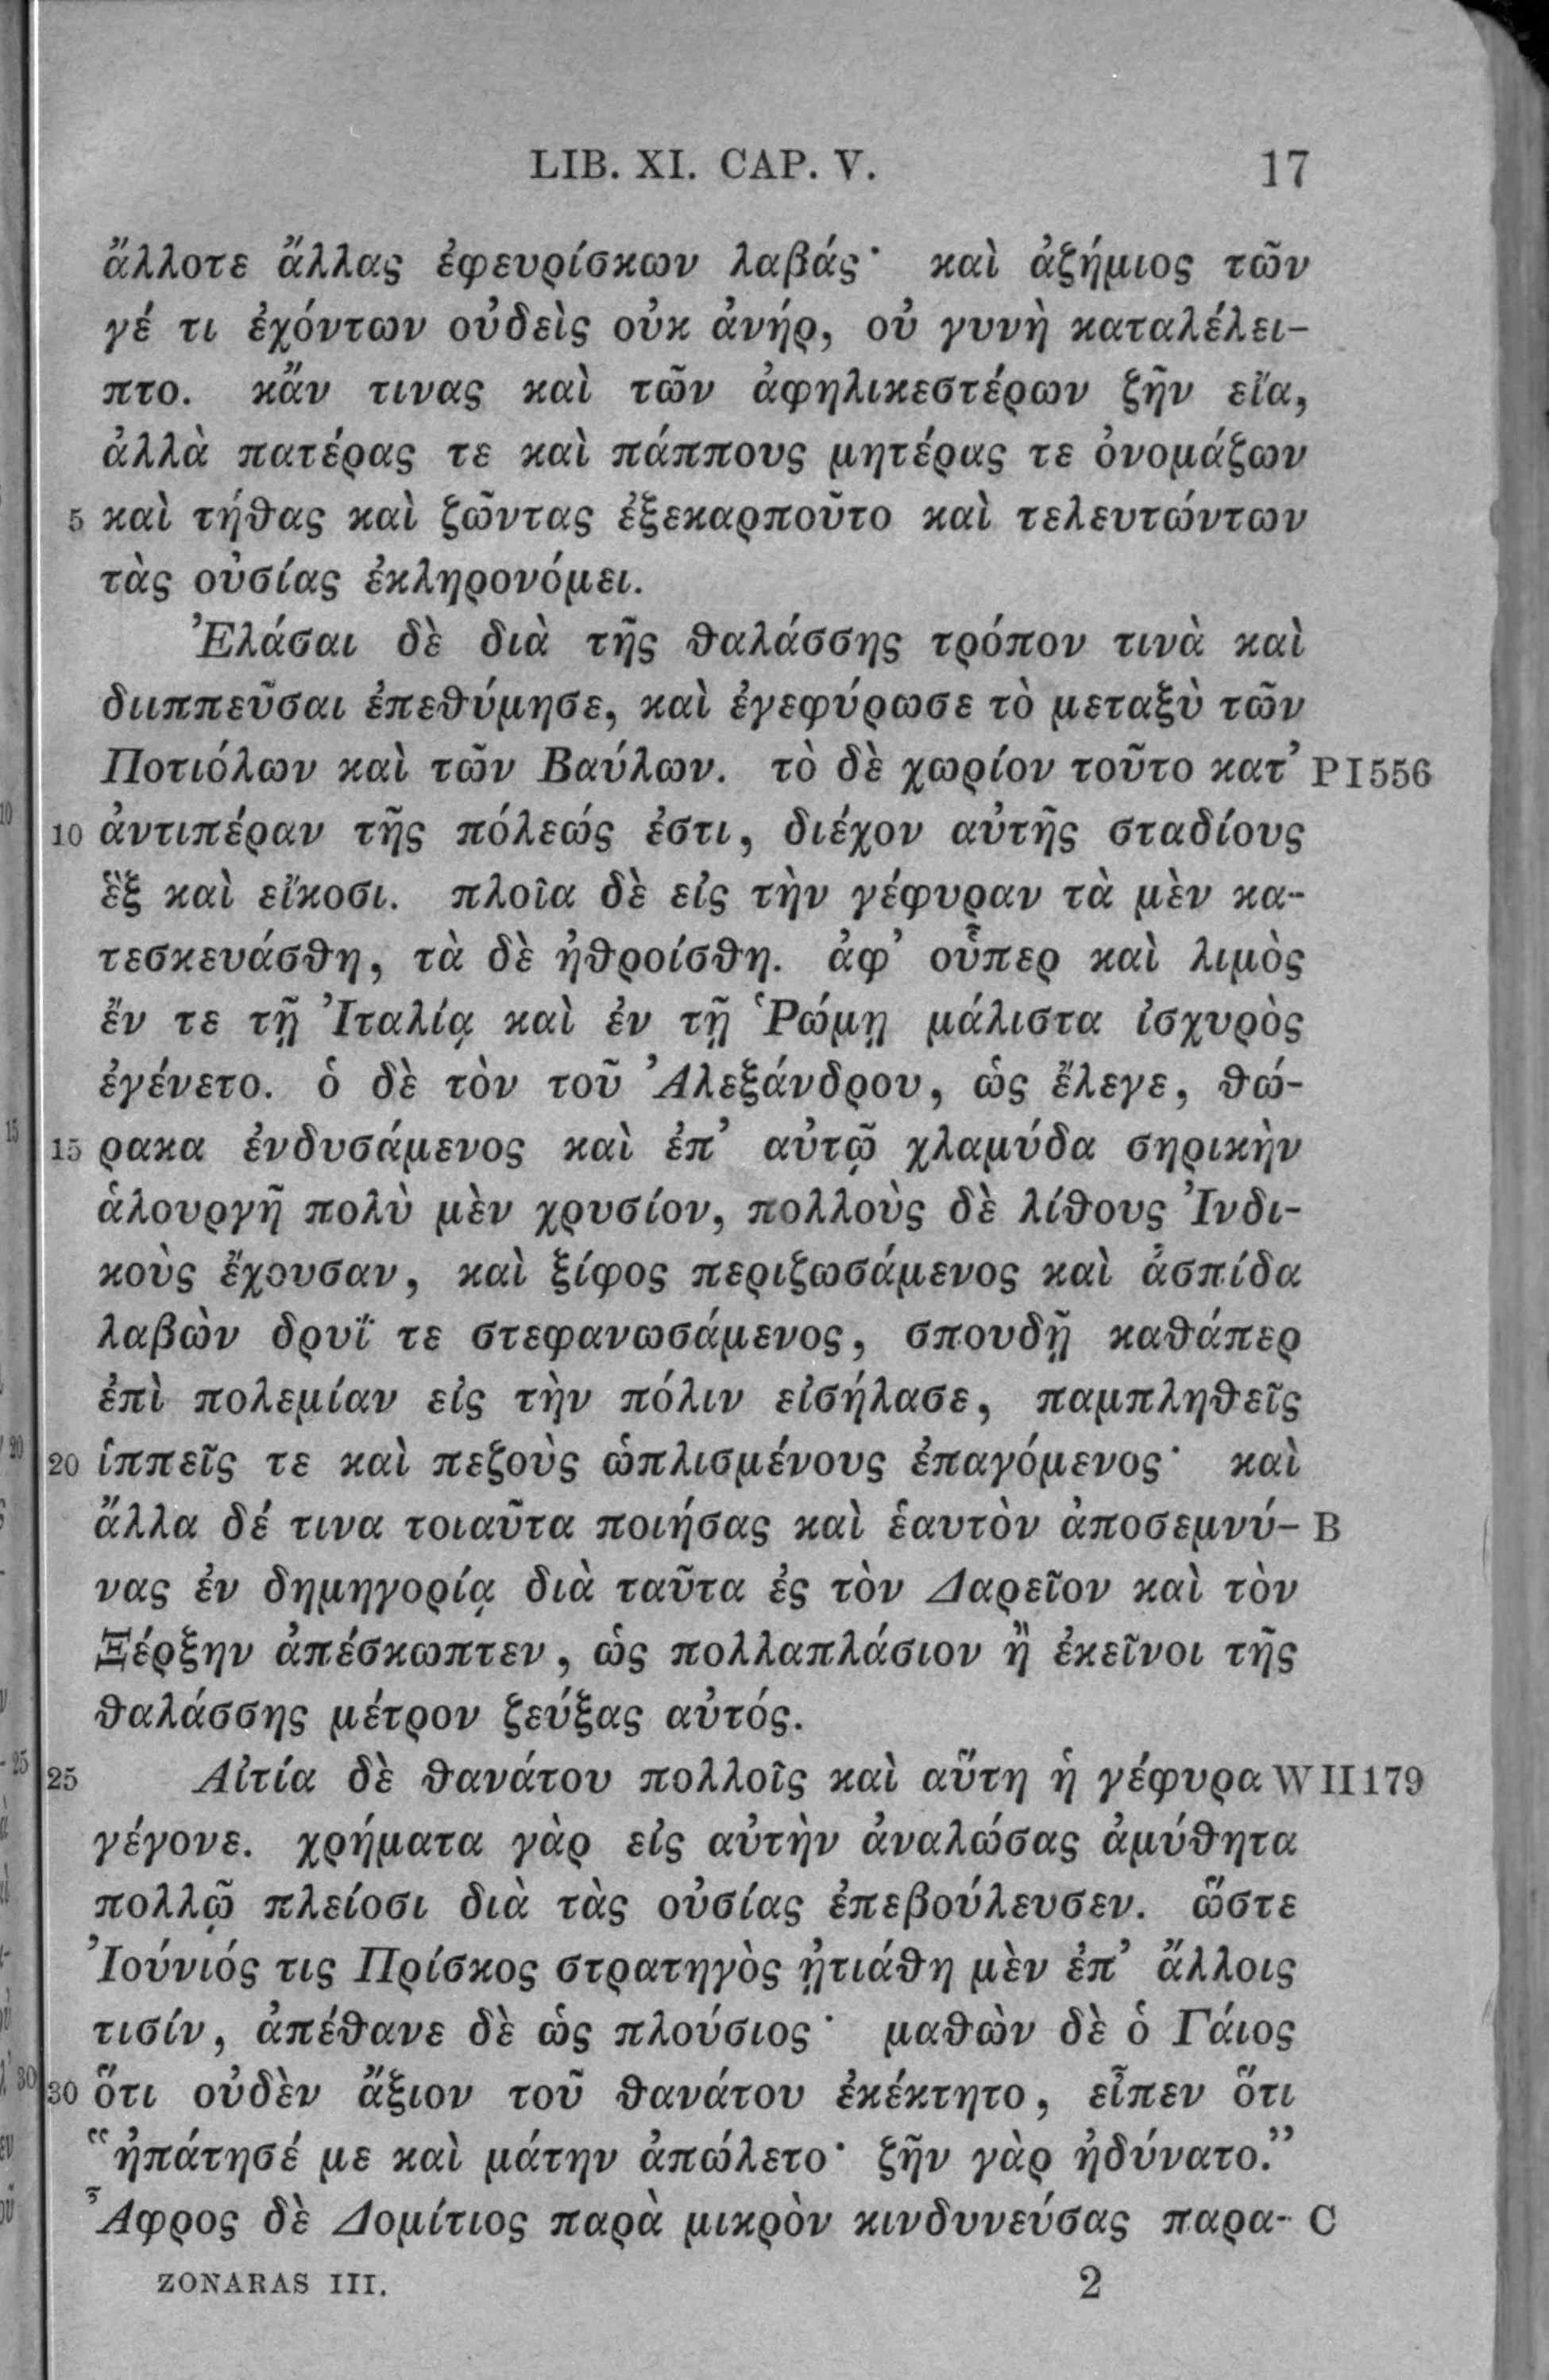 LIB. XI. CAP. V. 17
ἄλλοτε ἄλλας ἐφευρίσκων λαβάς· καὶ ἀζήμιος τῶν
γέ τι ἐχόντων οὐδεὶς οὐκ ἀνήρ, οὐ γυνὴ καταλέλει-
πτο. κἄν τινας καὶ τῶν ἀφηλικεστέρων ζῆν εἴα,
ἀλλὰ πατέρας τε καὶ πάππους μητέρας τε ὀνομάζων
5 καὶ τήθας καὶ ζῶντας ἐξεκαρποῦτο καὶ τελευτώντων
τὰς οὐσίας ἐκληρονόμει.
Ἐλάσαι δὲ διὰ τῆς θαλάσσης τρόπον τινὰ καὶ
διιππεῦσαι ἐπεθύμησε, καὶ ἐγεφύρωσε τὸ μεταξὺ τῶν
Ποτιόλων καὶ τῶν Βαύλων. τὸ δὲ χωρίον τοῦτο κατ’ P I 556
10 ἀντιπέραν τῆς πόλεώς ἐστι, διέχον αὐτῆς σταδίους
ἓξ καὶ εἴκοσι. πλοῖα δὲ εἰς τὴν γέφυραν τὰ μὲν κα-
τεσκευάσθη, τὰ δὲ ἠθροίσθη. ἀφ’ οὗπερ καὶ λιμὸς
ἔν τε τῇ Ἰταλίᾳ καὶ ἐν τῇ Ῥώμῃ μάλιστα ἰσχυρὸς
ἐγένετο. ὁ δὲ τὸν τοῦ Ἀλεξάνδρου, ὡς ἔλεγε, θώ-
15 ρακα ἐνδυσάμενος καὶ ἐπ’ αὐτῷ χλαμύδα σηρικὴν
ἁλουργῆ πολὺ μὲν χρυσίον, πολλοὺς δὲ λίθους Ἰνδι-
κοὺς ἔχουσαν, καὶ ξίφος περιζωσάμενος καὶ ἀσπίδα
λαβὼν δρυΐ τε στεφανωσάμενος, σπουδῇ καθάπερ
ἐπὶ πολεμίαν εἰς τὴν πόλιν εἰσήλασε, παμπληθεῖς
20 ἱππεῖς τε καὶ πεζοὺς ὡπλισμένους ἐπαγόμενος· καὶ
ἄλλα δέ τινα τοιαῦτα ποιήσας καὶ ἑαυτὸν ἀποσεμνύ- B
νας ἐν δημηγορίᾳ διὰ ταῦτα ἐς τὸν Δαρεῖον καὶ τὸν
Ξέρξην ἀπέσκωπτεν, ὡς πολλαπλάσιον ἢ ἐκεῖνοι τῆς
θαλάσσης μέτρον ζεύξας αὐτός.
25 Αἰτία δὲ θανάτου πολλοῖς καὶ αὕτη ἡ γέφυρα W II 179
γέγονε. χρήματα γὰρ εἰς αὐτὴν ἀναλώσας ἀμύθητα
πολλῷ πλείοσι διὰ τὰς οὐσίας ἐπεβούλευσεν. ὥστε
Ἰούνιός τις Πρίσκος στρατηγὸς ᾐτιάθη μὲν ἐπ’ ἄλλοις
τισίν, ἀπέθανε δὲ ὡς πλούσιος· μαθὼν δὲ ὁ Γάιος
30 ὅτι οὐδὲν ἄξιον τοῦ θανάτου ἐκέκτητο, εἶπεν ὅτι
“ἠπάτησέ με καὶ μάτην ἀπώλετο· ζῆν γὰρ ἠδύνατο.”
Ἆφρος δὲ Δομίτιος παρὰ μικρὸν κινδυνεύσας παρα- C
ZONARAS III. 2